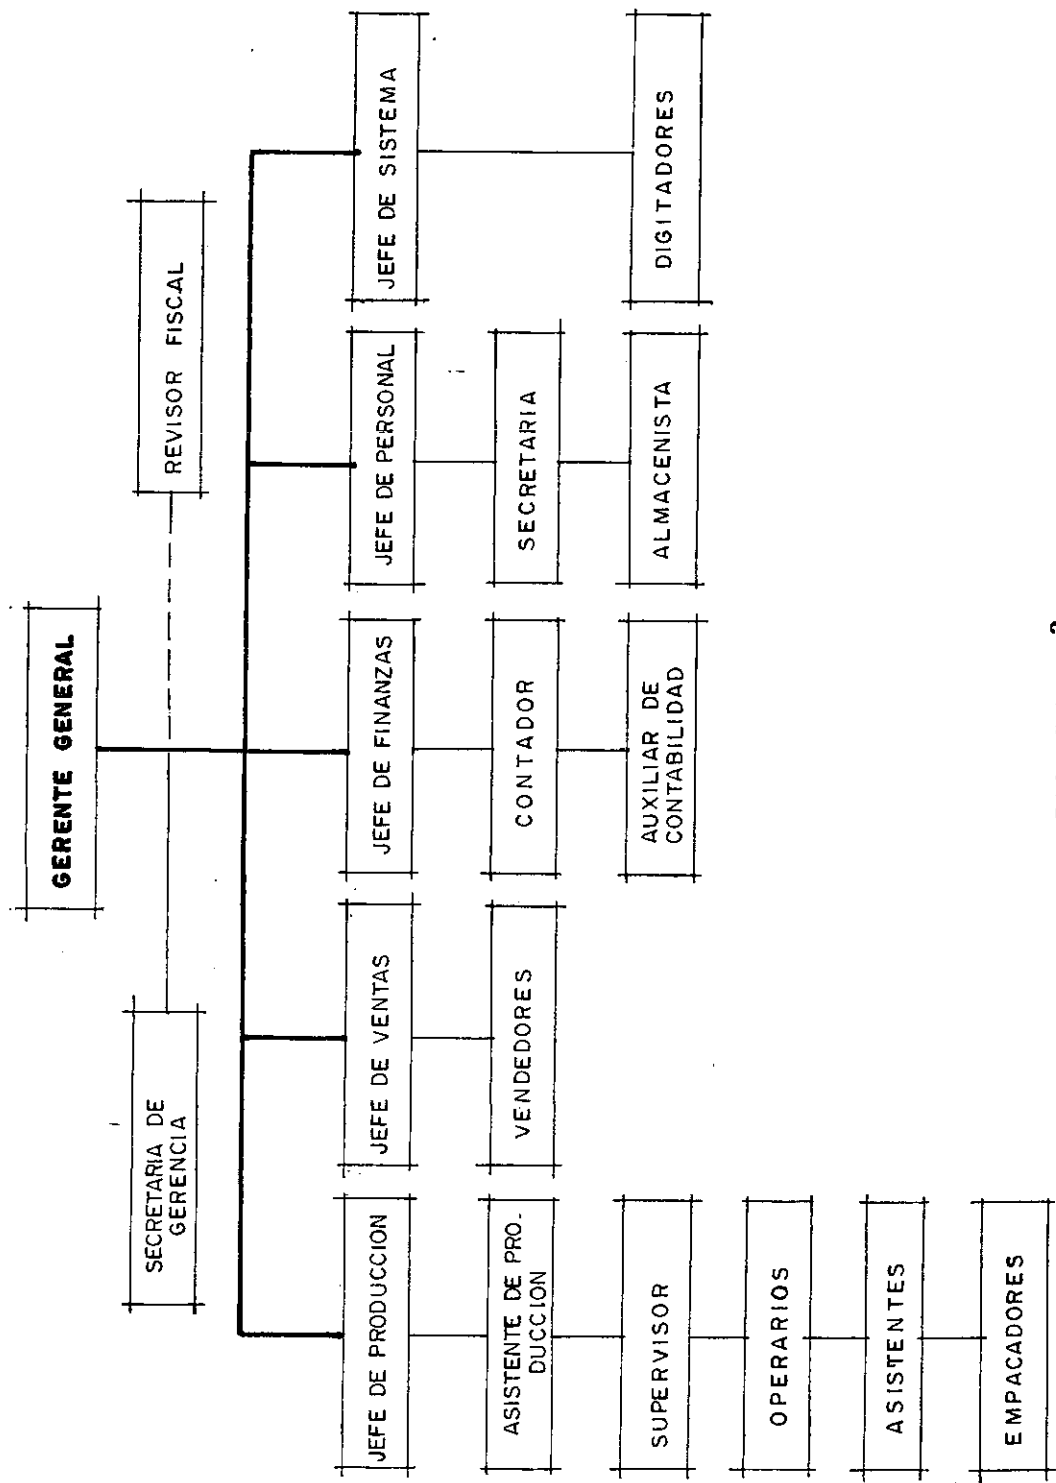 GERENTE GENERAL
SECRETARIA DE
GERENCIA
REVISOR FISCAL
JEFE DE PRODUCCION
JEFE DE VENTAS
JEFE DE FINANZAS
JEFE DE PERSONAL
JEFE DE SISTEMA
ASISTENTE DE PRO-
DUCCION
VENDEDORES
CONTADOR
SECRETARIA
SUPERVISOR
AUXILIAR DE
CONTABILIDAD
ALMACENISTA
DIGITADORES
OPERARIOS
ASISTENTES
EMPACADORES